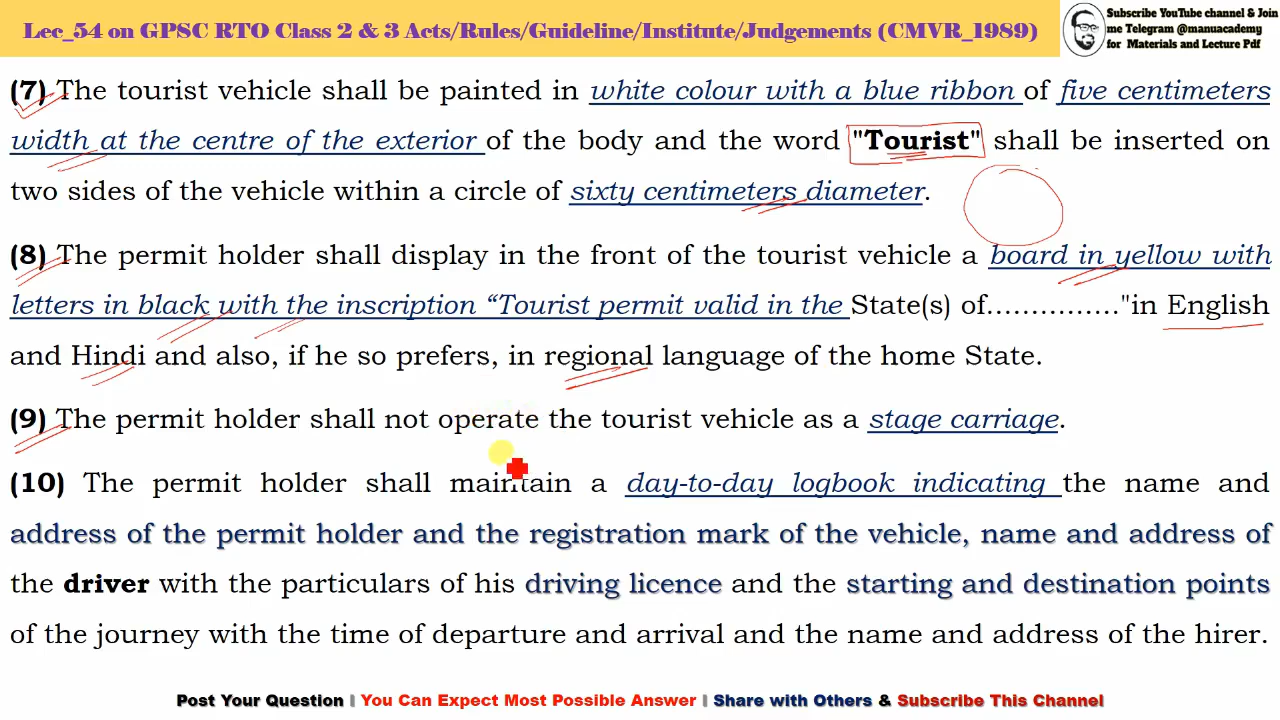 Lec_54 on GPSC RTO Class 2 & 3 Acts/Rules/Guideline/Institute/Judgements (CMVR_1989)
Subscribe YouTube channel & Join
me Telegram @manuacademy
for Materials and Lecture Pdf
(7) The tourist vehicle shall be painted in white colour with a blue ribbon of five centimeters
width at the centre of the exterior of the body and the word "Tourist" shall be inserted on
two sides of the vehicle within a circle of sixty centimeters diameter.
(8) The permit holder shall display in the front of the tourist vehicle a board in yellow with
letters in black with the inscription “Tourist permit valid in the State(s) of……………"in English
and Hindi and also, if he so prefers, in regional language of the home State.
(9) The permit holder shall not operate the tourist vehicle as a stage carriage.
(10) The permit holder shall maintain a day-to-day logbook indicating the name and
address of the permit holder and the registration mark of the vehicle, name and address of
the driver with the particulars of his driving licence and the starting and destination points
of the journey with the time of departure and arrival and the name and address of the hirer.
Post Your Question | You Can Expect Most Possible Answer | Share with Others & Subscribe This Channel